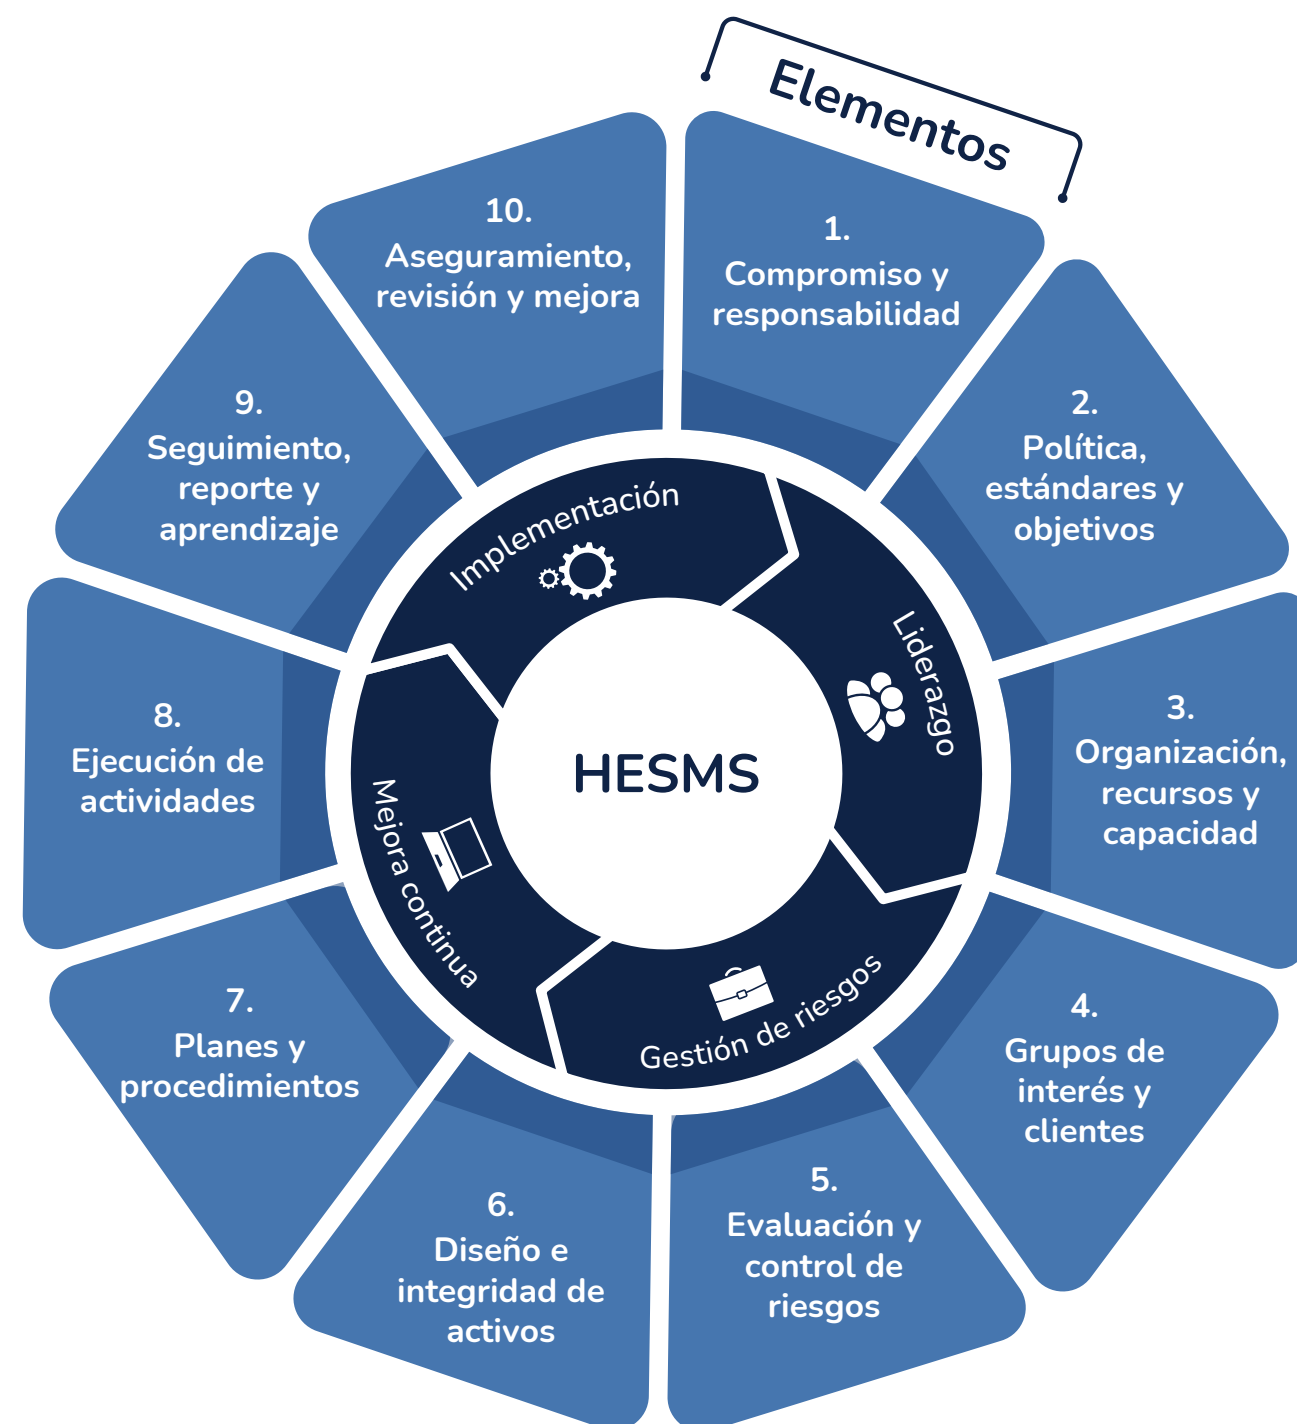 Elementos
1.
Compromiso y
responsabilidad
2.
Política,
estándares y
objetivos
3.
Organización,
recursos y
capacidad
4.
Grupos de
interés y
clientes
5.
Evaluación y
control de
riesgos
6.
Diseño e
integridad de
activos
7.
Planes y
procedimientos
8.
Ejecución de
actividades
9.
Seguimiento,
reporte y
aprendizaje
10.
Aseguramiento,
revisión y mejora
Implementación
Liderazgo
Gestión de riesgos
Mejora continua
HESMS